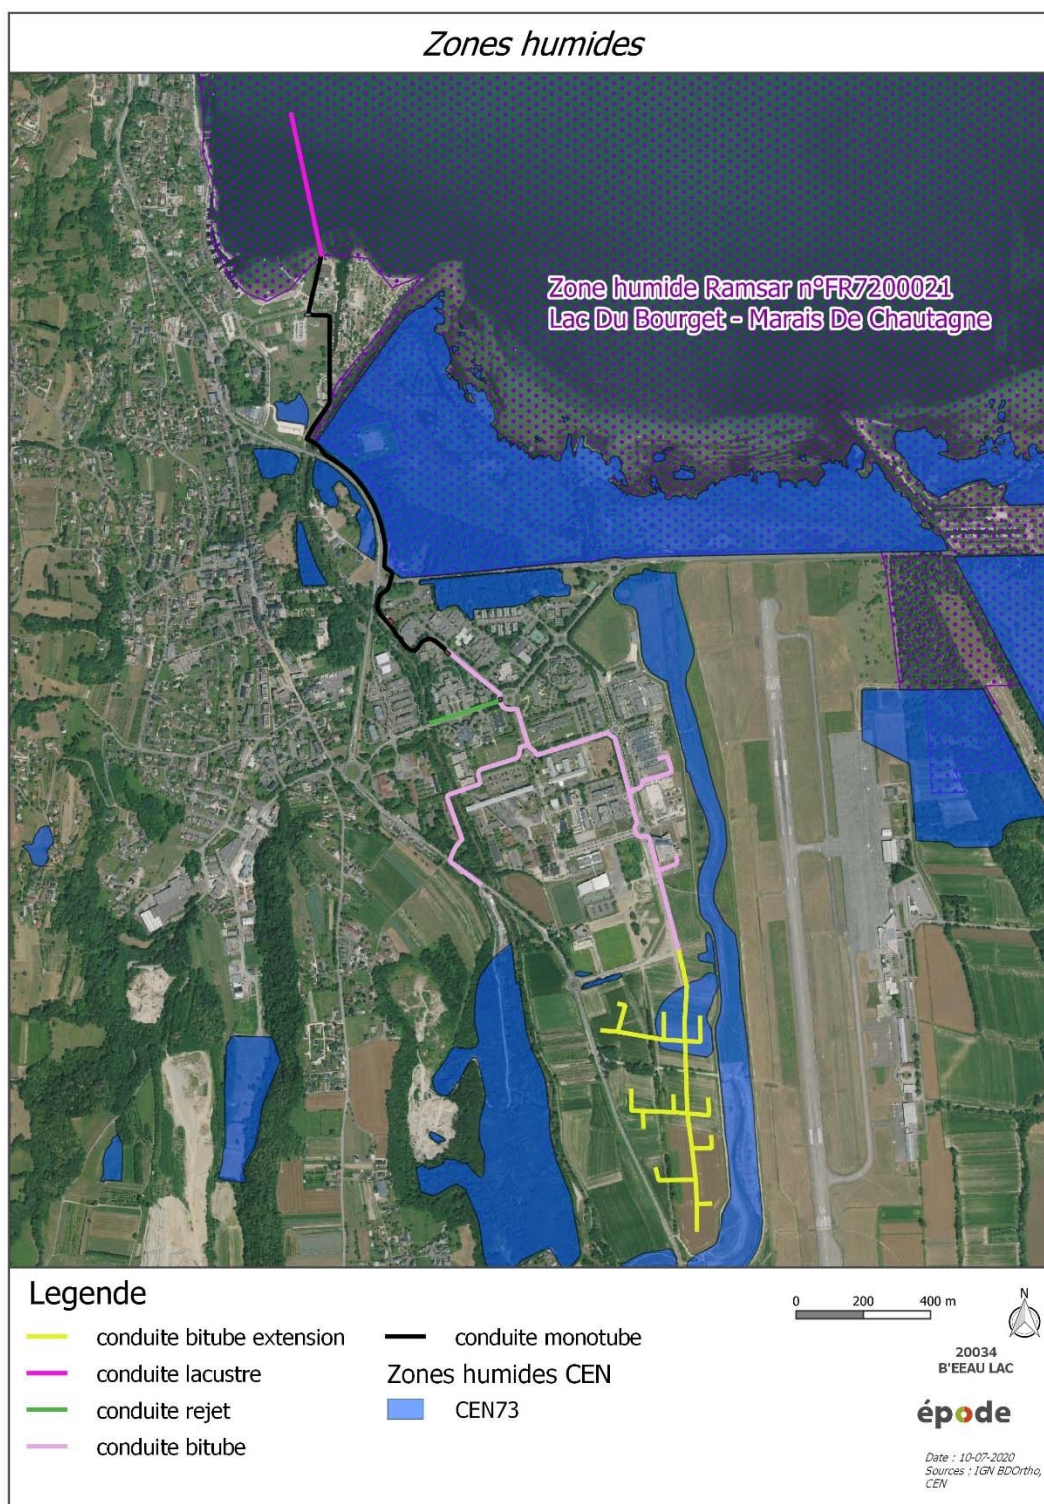 Zones humides
Zone humide Ramsar n°FR7200021
Lac Du Bourget - Marais De Chautagne
Legende
conduite bitube extension
conduite lacustre
conduite rejet
conduite bitube
conduite monotube
Zones humides CEN
CEN73
0 200 400 m
N
20034
B'EEAU LAC
épode
Date : 10-07-2020
Sources : IGN BDOrtho,
CEN